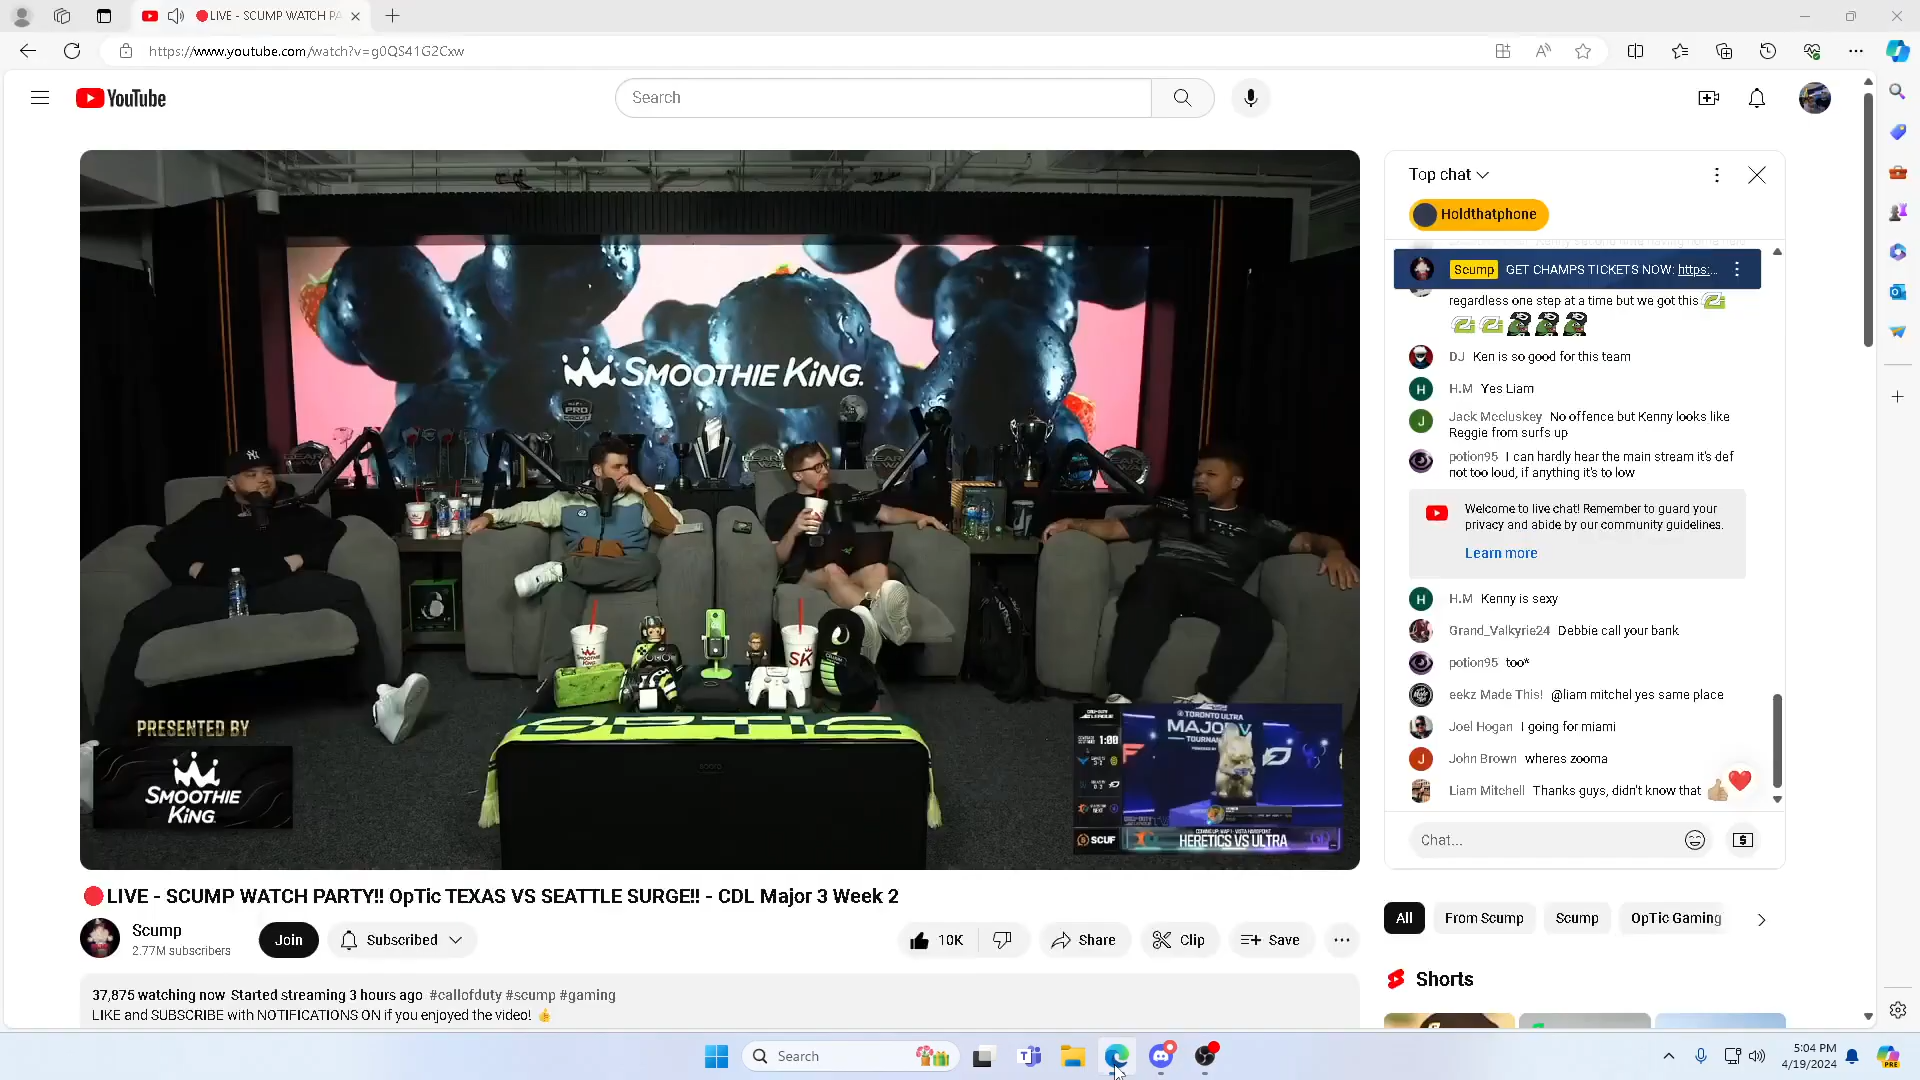 LIVE - SCUMP WATCH PA
https://www.youtube.com/watch?v=g0QS41G2Cxw
YouTube
Search
SMOOTHIE KING
PRO
PRESENTED BY
SMOOTHIE
KING
SK
OPTIC
1:00
TORONTO ULTRA
MAJOR
SCUF
HERETICS VS ULTRA
Top chat
Holdthatphone
Scump GET CHAMPS TICKETS NOW: https:...
regardless one step at a time but we got this
DJ Ken is so good for this team
H H.M Yes Liam
J Jack Mccluskey No offence but Kenny looks like
Reggie from surfs up
potion95 I can hardly hear the main stream it's def
not too loud, if anything it's to low
Welcome to live chat! Remember to guard your
privacy and abide by our community guidelines.
Learn more
H H.M Kenny is sexy
Grand_Valkyrie24 Debbie call your bank
potion95 too*
eekz Made This! @liam mitchel yes same place
Joel Hogan I going for miami
J John Brown wheres zooma
Liam Mitchell Thanks guys, didn't know that
Chat...
LIVE - SCUMP WATCH PARTY!! OpTic TEXAS VS SEATTLE SURGE!! - CDL Major 3 Week 2
Scump
2.77M subscribers
Join
Subscribed
10K
Share
Clip
Save
All
From Scump
Scump
OpTic Gaming
Shorts
37,875 watching now Started streaming 3 hours ago #callofduty #scump #gaming
LIKE and SUBSCRIBE with NOTIFICATIONS ON if you enjoyed the video!
Search
5:04 PM
4/19/2024
PRE